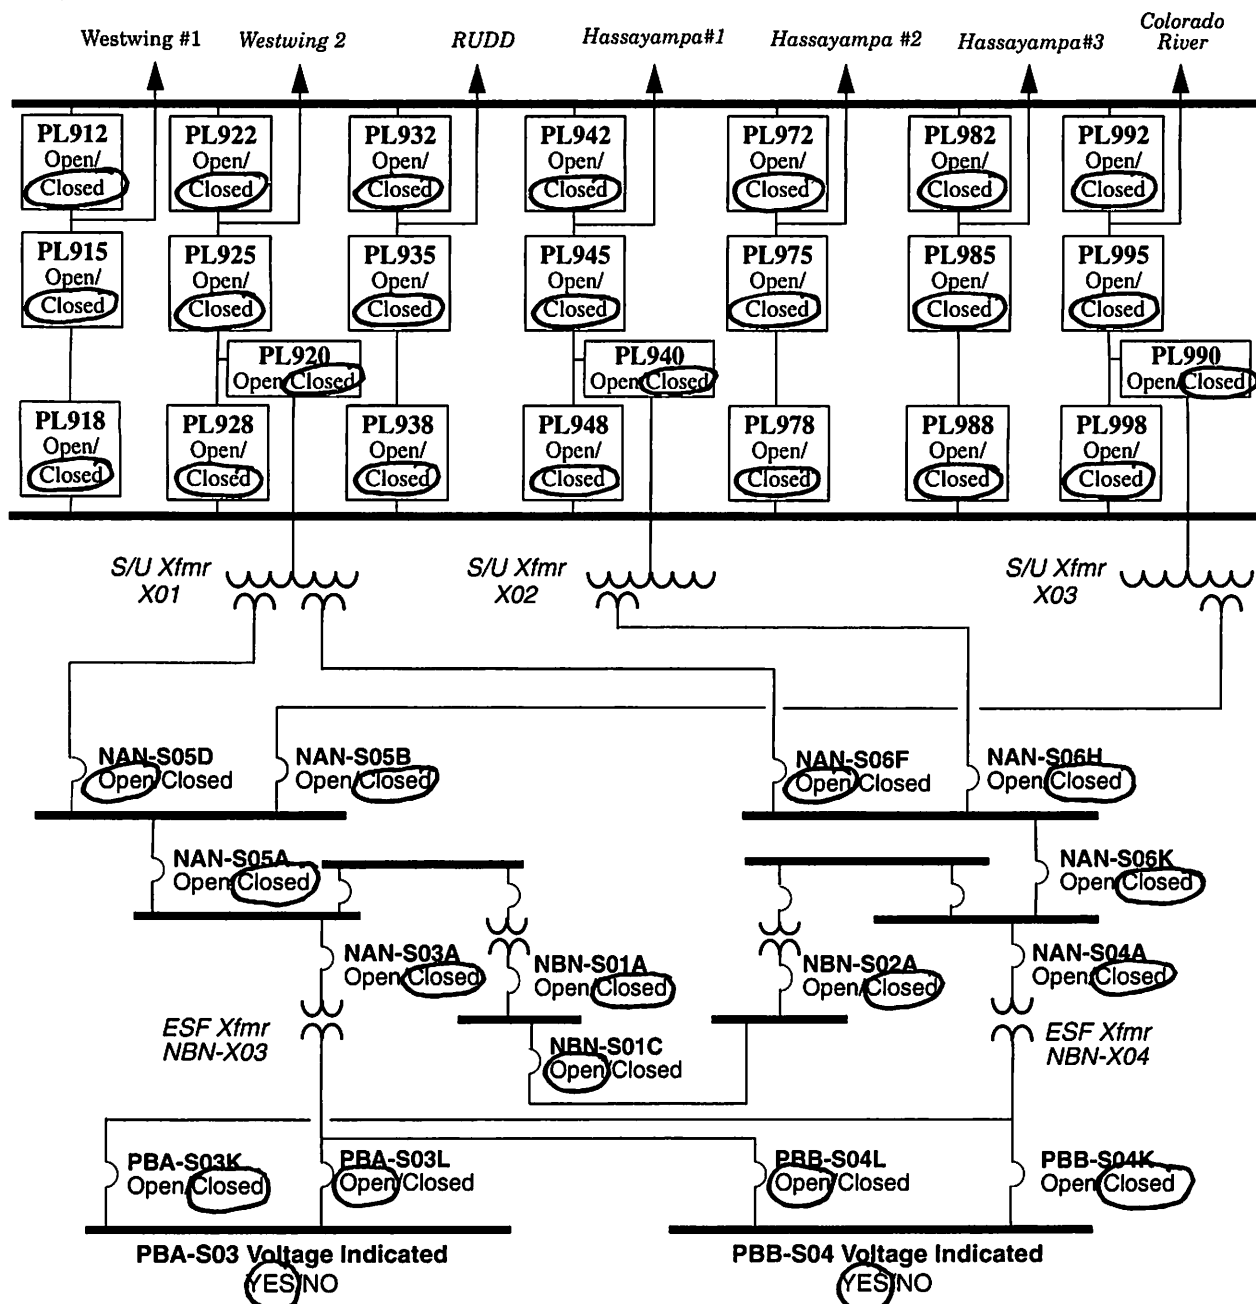 Westwing #1 Westwing 2 RUDD Hassayampa#1 Hassayampa #2 Hassayampa#3 Colorado
River
PL912 PL922 PL932 PL942 PL972 PL982 PL992
Open/ Open/ Open/ Open/ Open/ Open/ Open/
Closed Closed Closed Closed Closed Closed Closed
PL915 PL925 PL935 PL945 PL975 PL985 PL995
Open/ Open/ Open/ Open/ Open/ Open/ Open/
Closed Closed Closed Closed Closed Closed Closed
PL920 PL940 PL990
Open/Closed Open/Closed Open/Closed
PL918 PL928 PL938 PL948 PL978 PL988 PL998
Open/ Open/ Open/ Open/ Open/ Open/ Open/
Closed Closed Closed Closed Closed Closed Closed
S/U Xfmr S/U Xfmr S/U Xfmr
X01 X02 X03
NAN-S05D NAN-S05B NAN-S06F NAN-S06H
Open/Closed Open/Closed Open/Closed Open/Closed
NAN-S05A NAN-S06K
Open/Closed Open/Closed
NAN-S03A NBN-S01A NBN-S02A NAN-S04A
Open/Closed Open/Closed Open/Closed Open/Closed
ESF Xfmr ESF Xfmr
NBN-X03 NBN-X04
NBN-S01C
Open/Closed
PBA-S03K PBA-S03L PBB-S04L PBB-S04K
Open/Closed Open/Closed Open/Closed Open/Closed
PBA-S03 Voltage Indicated PBB-S04 Voltage Indicated
YES/NO YES/NO